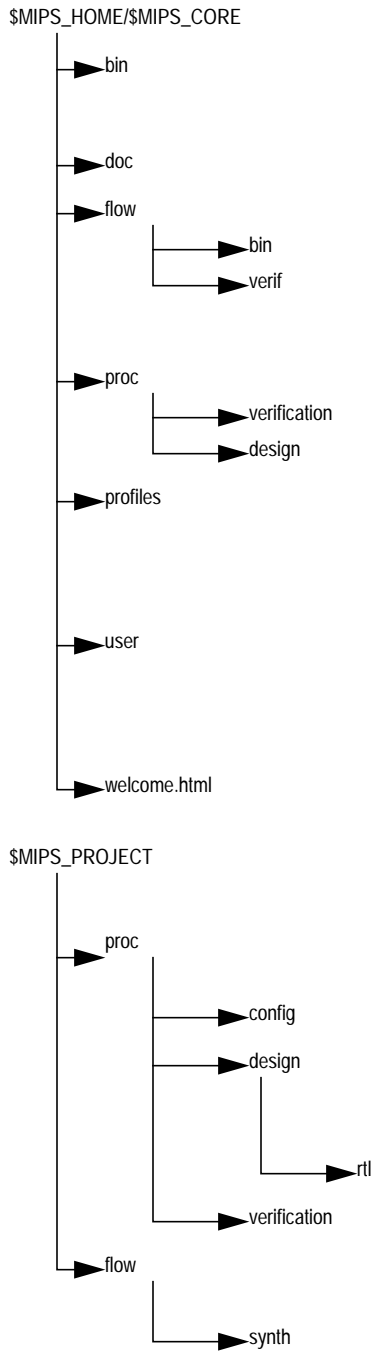 $MIPS_HOME/$MIPS_CORE
bin
doc
flow
bin
verif
proc
verification
design
profiles
user
welcome.html
$MIPS_PROJECT
proc
config
design
rtl
verification
flow
synth